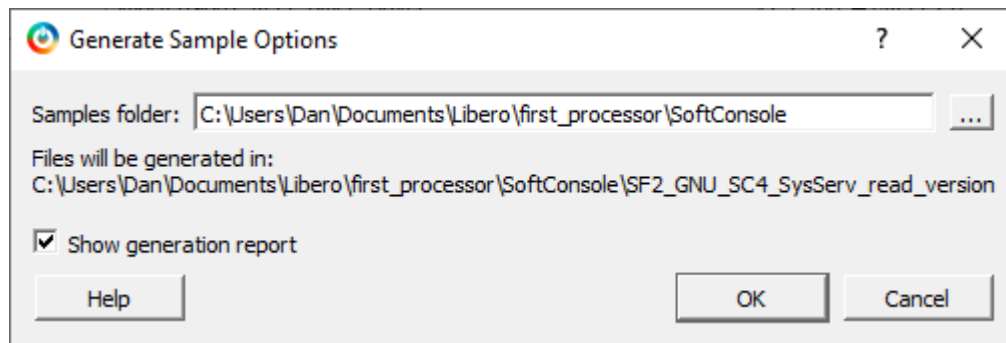 Generate Sample Options
?
Samples folder: C:\Users\Dan\Documents\Libero\first_processor\SoftConsole ...
Files will be generated in:
C:\Users\Dan\Documents\Libero\first_processor\SoftConsole\SF2_GNU_SC4_SysServ_read_version
Show generation report
Help OK Cancel